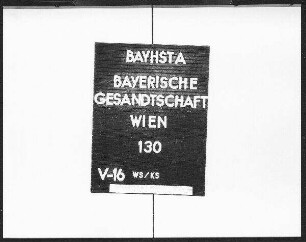 BAYHSTA
BAYERISCHE
GESANDTSCHAFT
WIEN
130
V-16 WS/KS